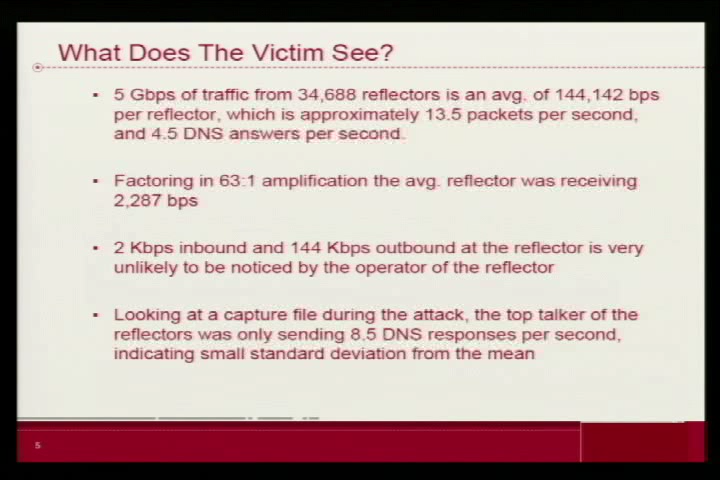 What Does The Victim See?
▪ 5 Gbps of traffic from 34,688 reflectors is an avg. of 144,142 bps
per reflector, which is approximately 13.5 packets per second,
and 4.5 DNS answers per second.
▪ Factoring in 63:1 amplification the avg. reflector was receiving
2,287 bps
▪ 2 Kbps inbound and 144 Kbps outbound at the reflector is very
unlikely to be noticed by the operator of the reflector
▪ Looking at a capture file during the attack, the top talker of the
reflectors was only sending 8.5 DNS responses per second,
indicating small standard deviation from the mean
5